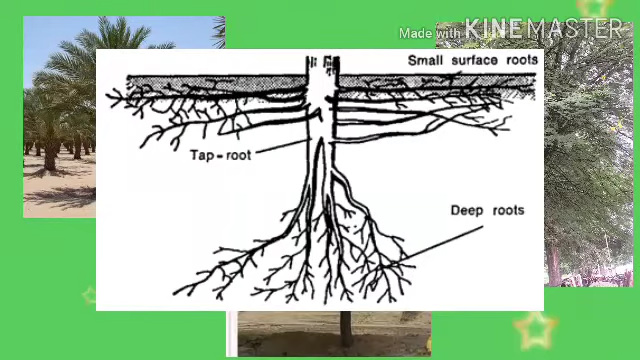 Made with KINEMASTER
Small surface roots
Tap-root
Deep roots